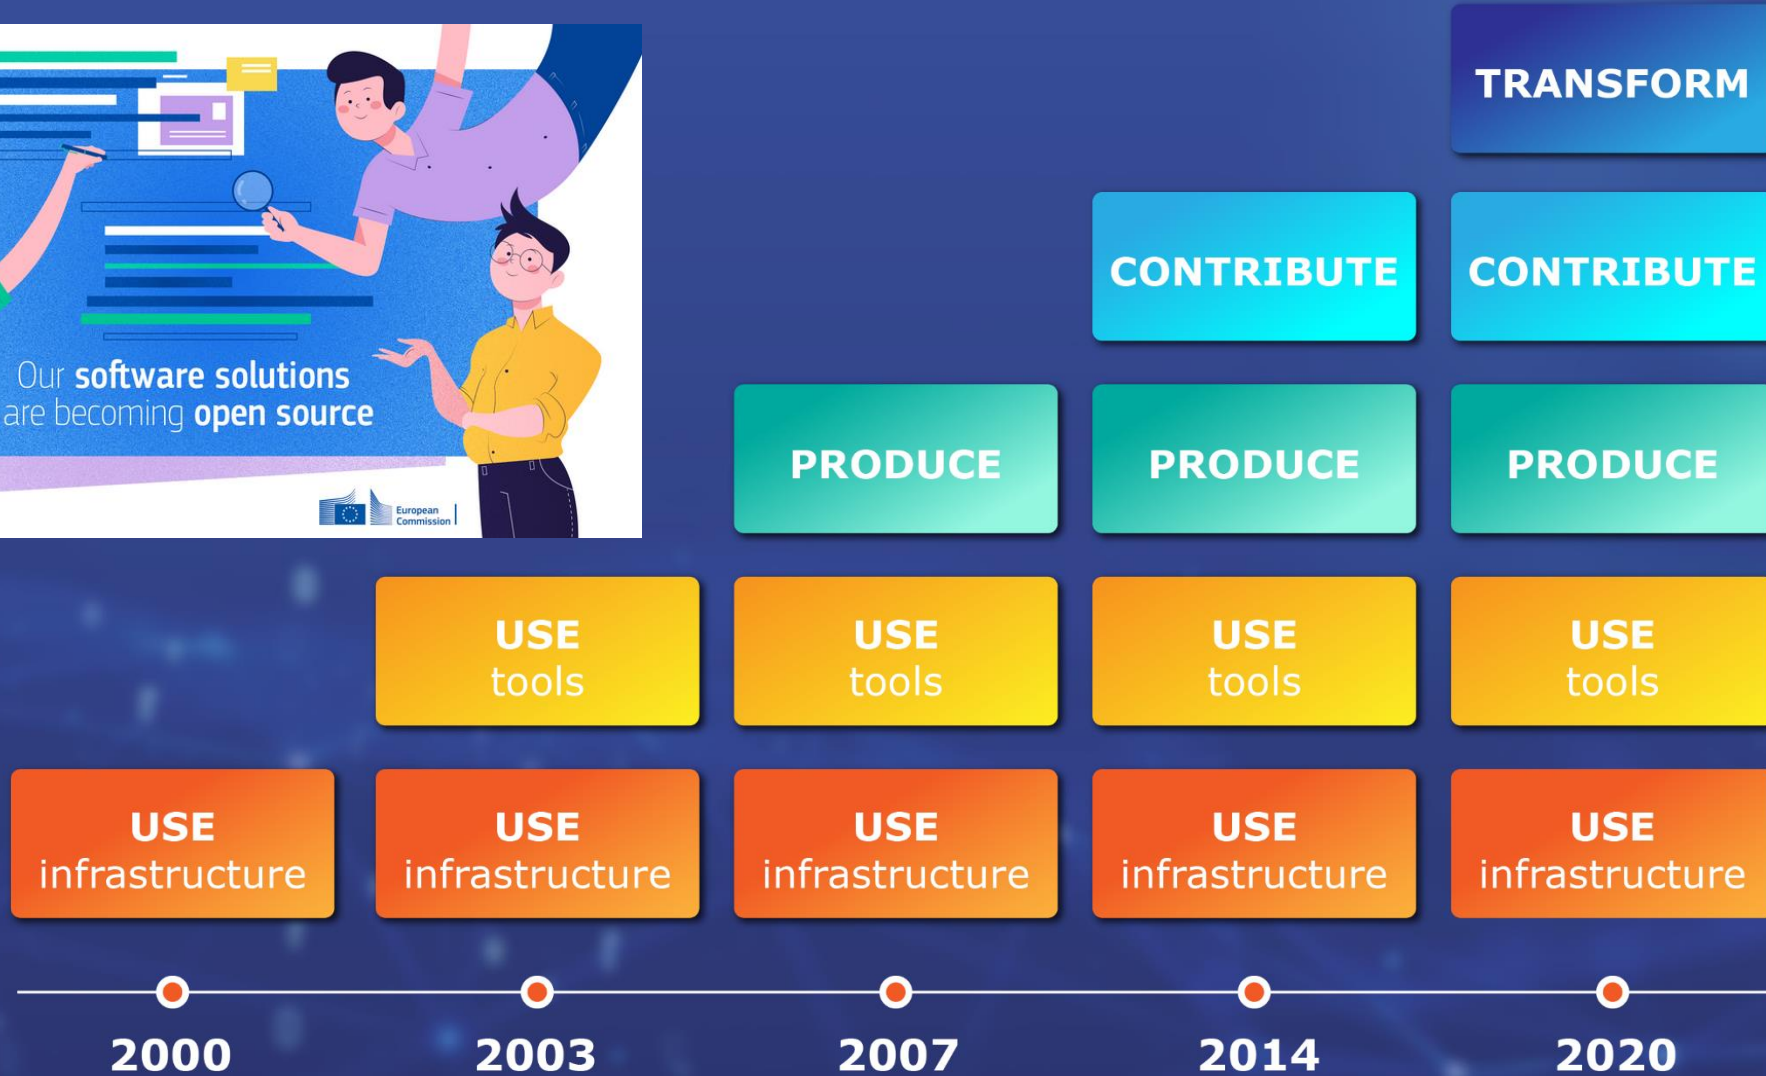 Our software solutions
are becoming open source
European
Commission
TRANSFORM
CONTRIBUTE
CONTRIBUTE
PRODUCE
PRODUCE
PRODUCE
USE
tools
USE
tools
USE
tools
USE
tools
USE
infrastructure
USE
infrastructure
USE
infrastructure
USE
infrastructure
USE
infrastructure
2000
2003
2007
2014
2020